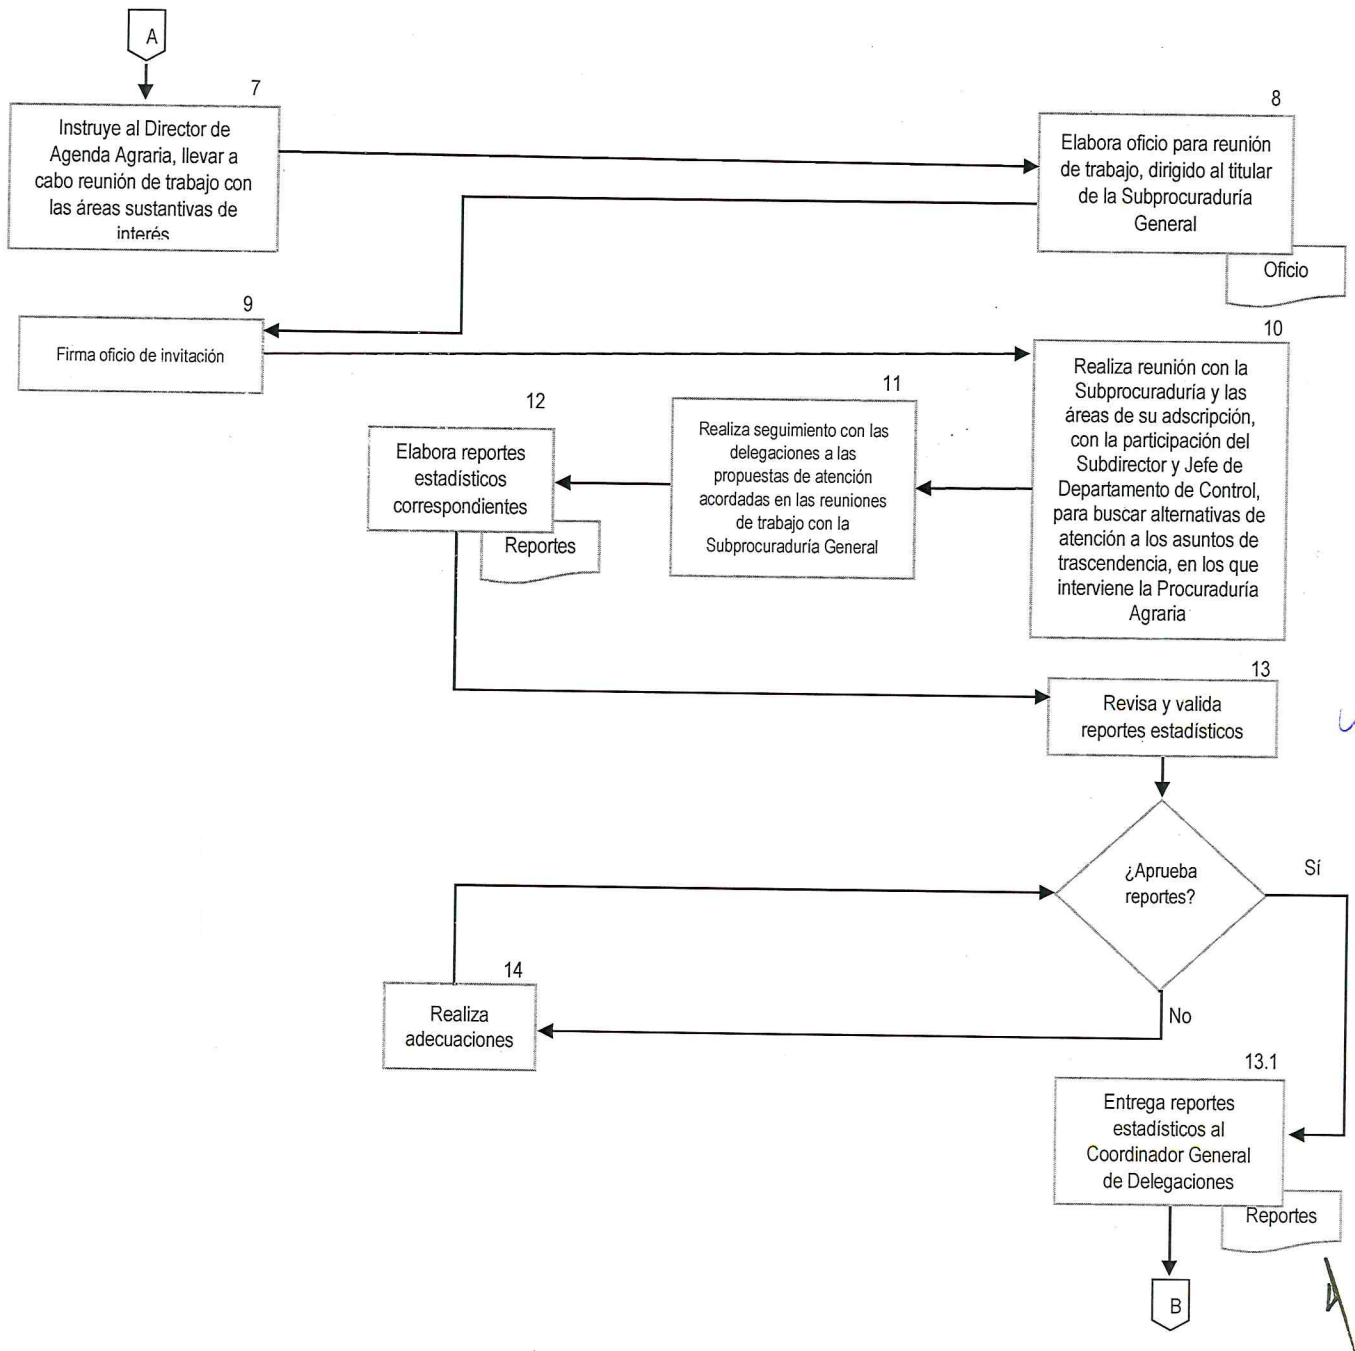 A
7
Instruye al Director de
Agenda Agraria, llevar a
cabo reunión de trabajo con
las áreas sustantivas de
interés
8
Elabora oficio para reunión
de trabajo, dirigido al titular
de la Subprocuraduría
General
Oficio
9
Firma oficio de invitación
10
Realiza reunión con la
Subprocuraduría y las
áreas de su adscripción,
con la participación del
Subdirector y Jefe de
Departamento de Control,
para buscar alternativas de
atención a los asuntos de
trascendencia, en los que
interviene la Procuraduría
Agraria
11
Realiza seguimiento con las
delegaciones a las
propuestas de atención
acordadas en las reuniones
de trabajo con la
Subprocuraduría General
12
Elabora reportes
estadísticos
correspondientes
Reportes
13
Revisa y valida
reportes estadísticos
¿Aprueba
reportes?
Sí
No
14
Realiza
adecuaciones
13.1
Entrega reportes
estadísticos al
Coordinador General
de Delegaciones
Reportes
B